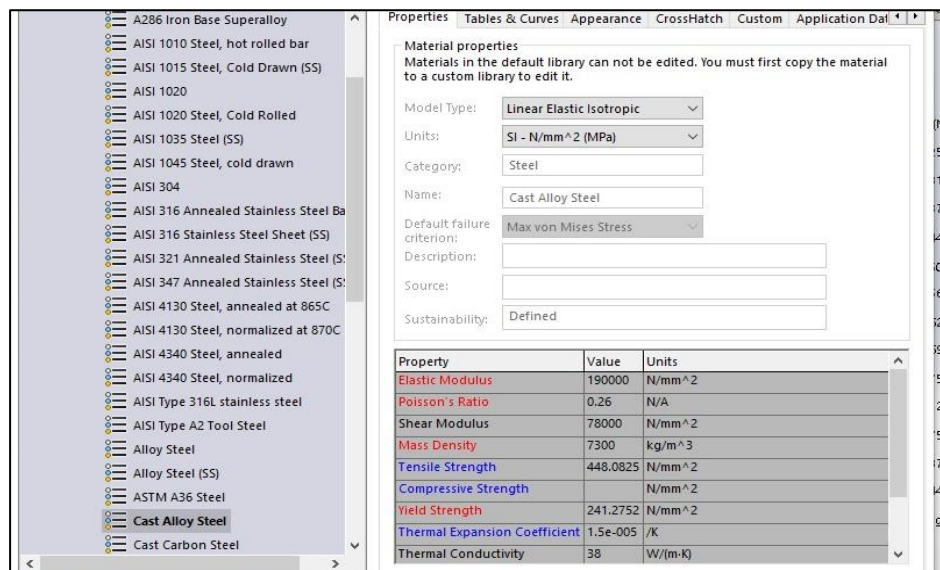 A286 Iron Base Superalloy
AISI 1010 Steel, hot rolled bar
AISI 1015 Steel, Cold Drawn (SS)
AISI 1020
AISI 1020 Steel, Cold Rolled
AISI 1035 Steel (SS)
AISI 1045 Steel, cold drawn
AISI 304
AISI 316 Annealed Stainless Steel Ba
AISI 316 Stainless Steel Sheet (SS)
AISI 321 Annealed Stainless Steel (S
AISI 347 Annealed Stainless Steel (S
AISI 4130 Steel, annealed at 865C
AISI 4130 Steel, normalized at 870C
AISI 4340 Steel, annealed
AISI 4340 Steel, normalized
AISI Type 316L stainless steel
AISI Type A2 Tool Steel
Alloy Steel
Alloy Steel (SS)
ASTM A36 Steel
Cast Alloy Steel
Cast Carbon Steel
Properties Tables & Curves Appearance CrossHatch Custom Application Dat
Material properties
Materials in the default library can not be edited. You must first copy the material
to a custom library to edit it.
Model Type: Linear Elastic Isotropic
Units: SI - N/mm^2 (MPa)
Category: Steel
Name: Cast Alloy Steel
Default failure
criterion: Max von Mises Stress
Description:
Source:
Sustainability: Defined
Property Value Units
Elastic Modulus 190000 N/mm^2
Poisson's Ratio 0.26 N/A
Shear Modulus 78000 N/mm^2
Mass Density 7300 kg/m^3
Tensile Strength 448.0825 N/mm^2
Compressive Strength N/mm^2
Yield Strength 241.2752 N/mm^2
Thermal Expansion Coefficient 1.5e-005 /K
Thermal Conductivity 38 W/(m·K)